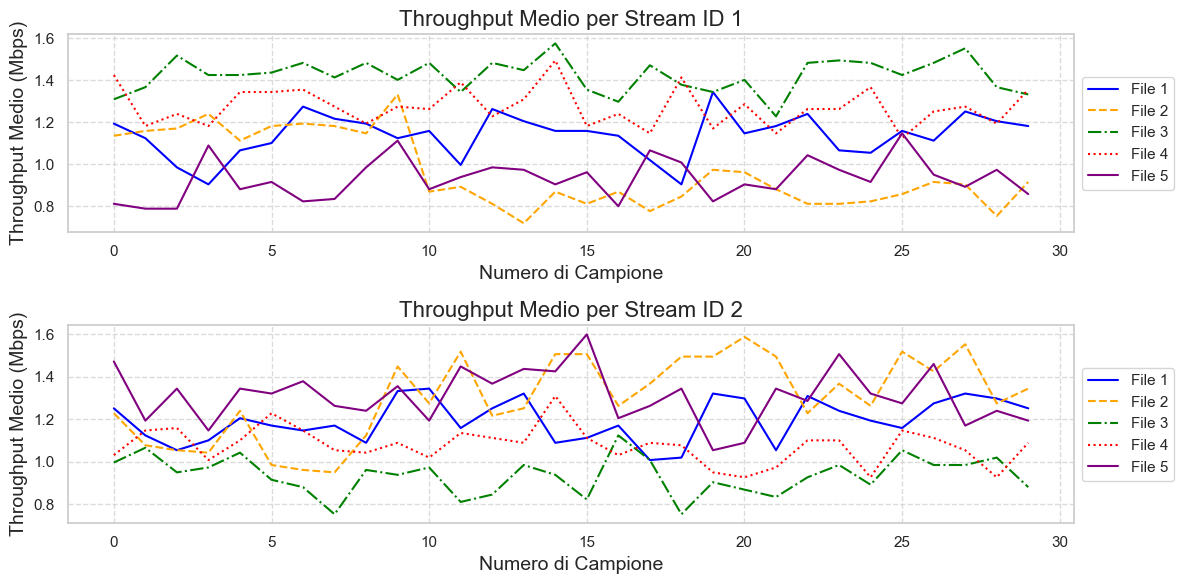 Throughput Medio per Stream ID 1
Throughput Medio (Mbps)
1.6
1.4
1.2
1.0
0.8
0 5 10 15 20 25 30
Numero di Campione
File 1
File 2
File 3
File 4
File 5
Throughput Medio per Stream ID 2
Throughput Medio (Mbps)
1.6
1.4
1.2
1.0
0.8
0 5 10 15 20 25 30
Numero di Campione
File 1
File 2
File 3
File 4
File 5